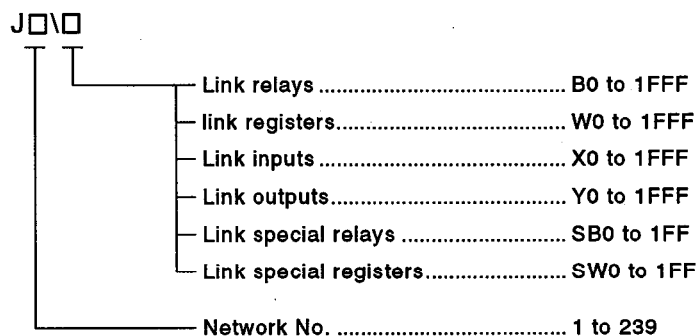 J□\□
Link relays ........................................ B0 to 1FFF
link registers..................................... W0 to 1FFF
Link inputs ........................................ X0 to 1FFF
Link outputs...................................... Y0 to 1FFF
Link special relays ........................... SB0 to 1FF
Link special registers....................... SW0 to 1FF
Network No. ..................................... 1 to 239